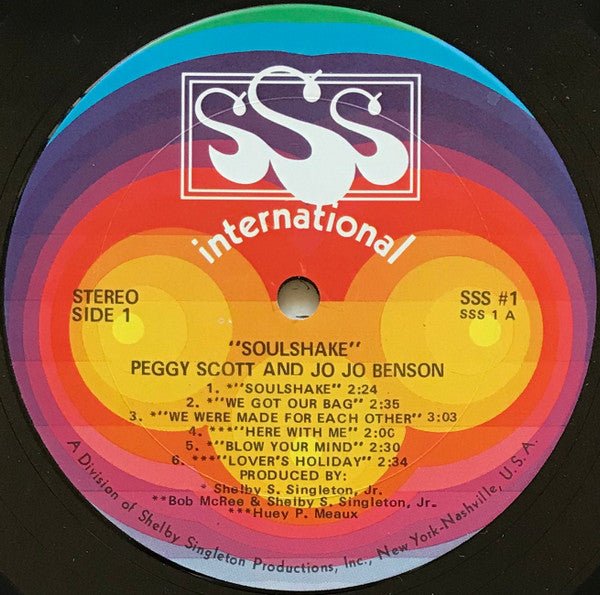 SSS
international
STEREO
SIDE 1
SSS #1
SSS 1 A
"SOULSHAKE"
PEGGY SCOTT AND JO JO BENSON
1. *"SOULSHAKE" 2:24
2. **"WE GOT OUR BAG" 2:35
3. *"WE WERE MADE FOR EACH OTHER" 3:03
4. ***"HERE WITH ME" 2:00
5. *"BLOW YOUR MIND" 2:30
6. ***"LOVER'S HOLIDAY" 2:34
PRODUCED BY:
* Shelby S. Singleton, Jr.
**Bob McRee & Shelby S. Singleton, Jr.
***Huey P. Meaux
A Division of Shelby Singleton Productions, Inc., New York-Nashville, U.S.A.